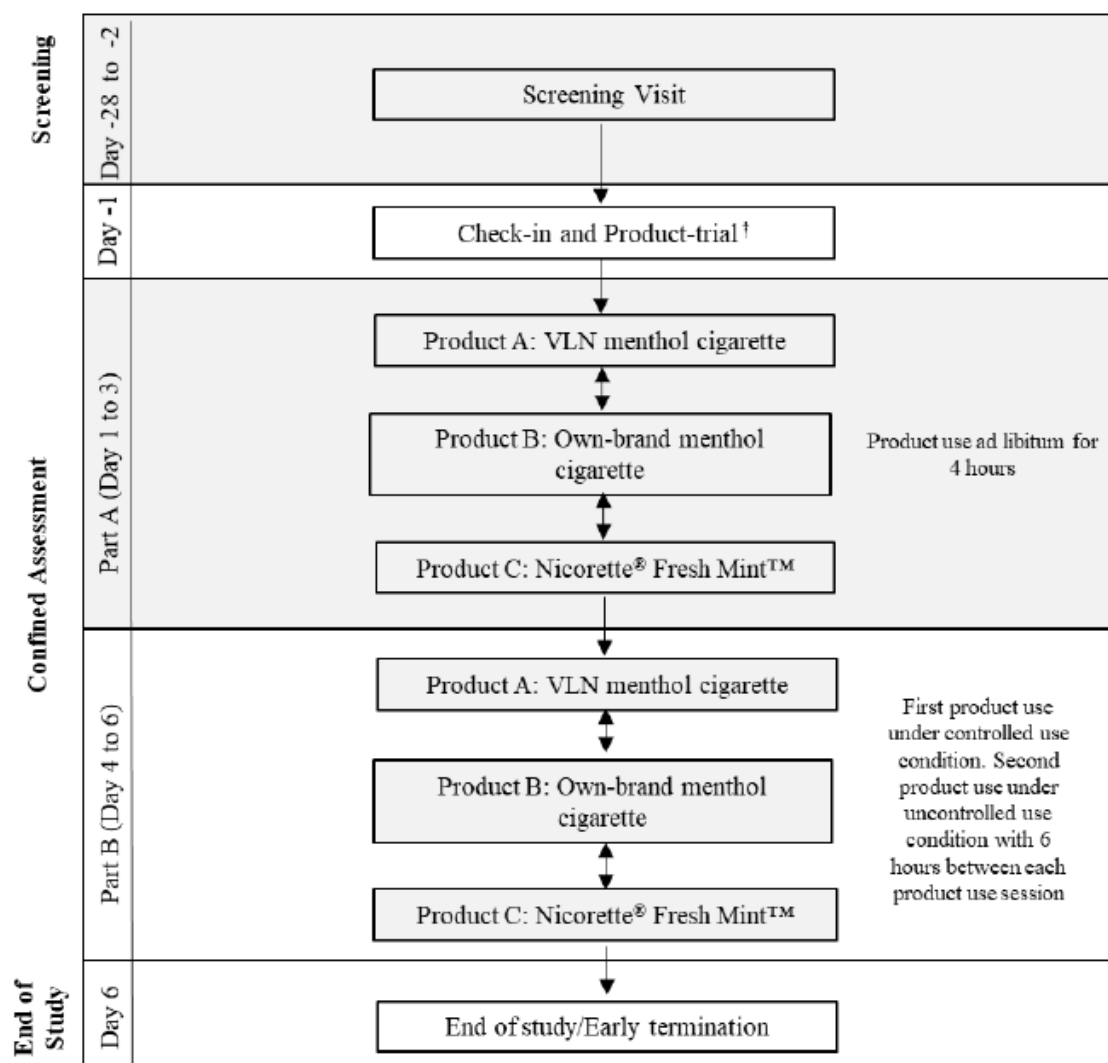 Screening
Day -28 to -2
Screening Visit
Day -1
Check-in and Product-trial †
Confined Assessment
Part A (Day 1 to 3)
Product A: VLN menthol cigarette
Product B: Own-brand menthol
cigarette
Product C: Nicorette® Fresh Mint™
Product use ad libitum for
4 hours
Part B (Day 4 to 6)
Product A: VLN menthol cigarette
Product B: Own-brand menthol
cigarette
Product C: Nicorette® Fresh Mint™
First product use
under controlled use
condition. Second
product use under
uncontrolled use
condition with 6
hours between each
product use session
End of
Study
Day 6
End of study/Early termination